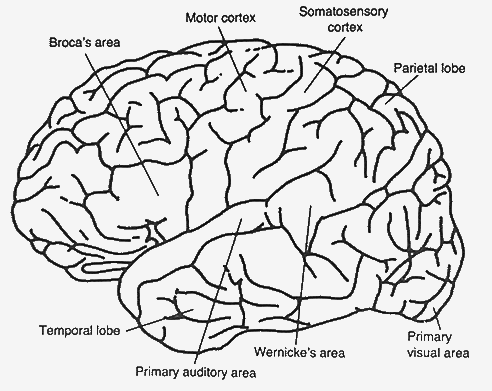 Motor cortex
Somatosensory
cortex
Broca's area
Parietal lobe
Temporal lobe
Primary auditory area
Wernicke's area
Primary
visual area